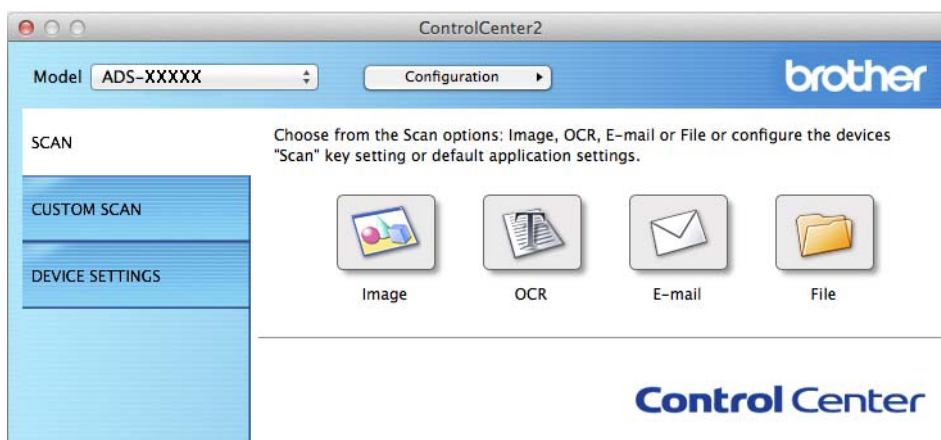 ControlCenter2
Model ADS-XXXXX Configuration brother
SCAN
CUSTOM SCAN
DEVICE SETTINGS
Choose from the Scan options: Image, OCR, E-mail or File or configure the devices
"Scan" key setting or default application settings.
Image OCR E-mail File
Control Center